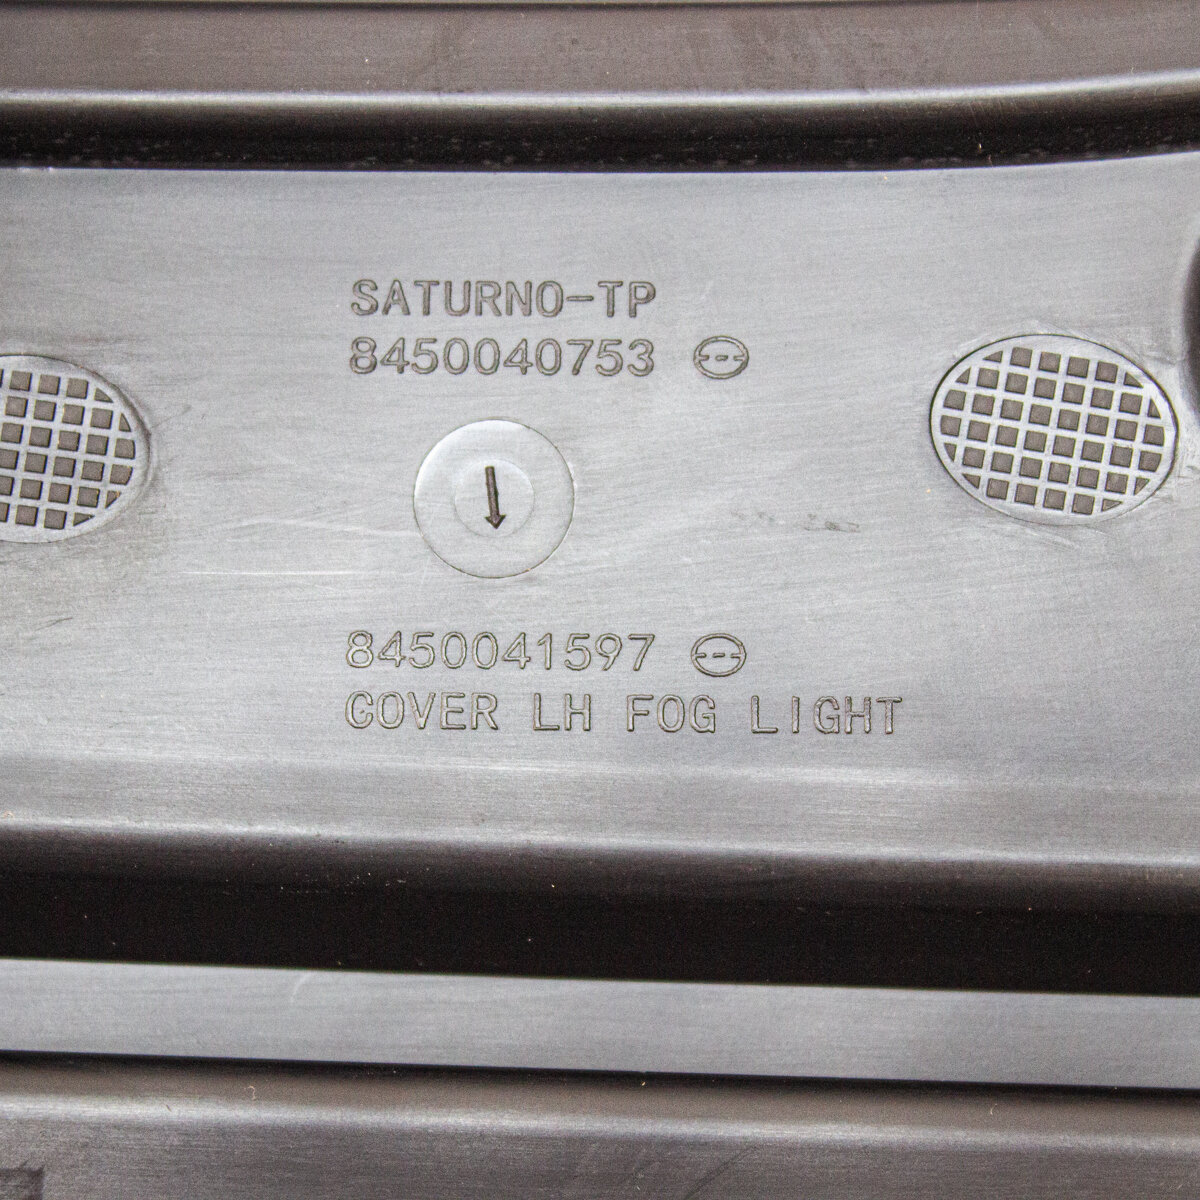 SATURNO-TP
8450040753
8450041597
COVER LH FOG LIGHT